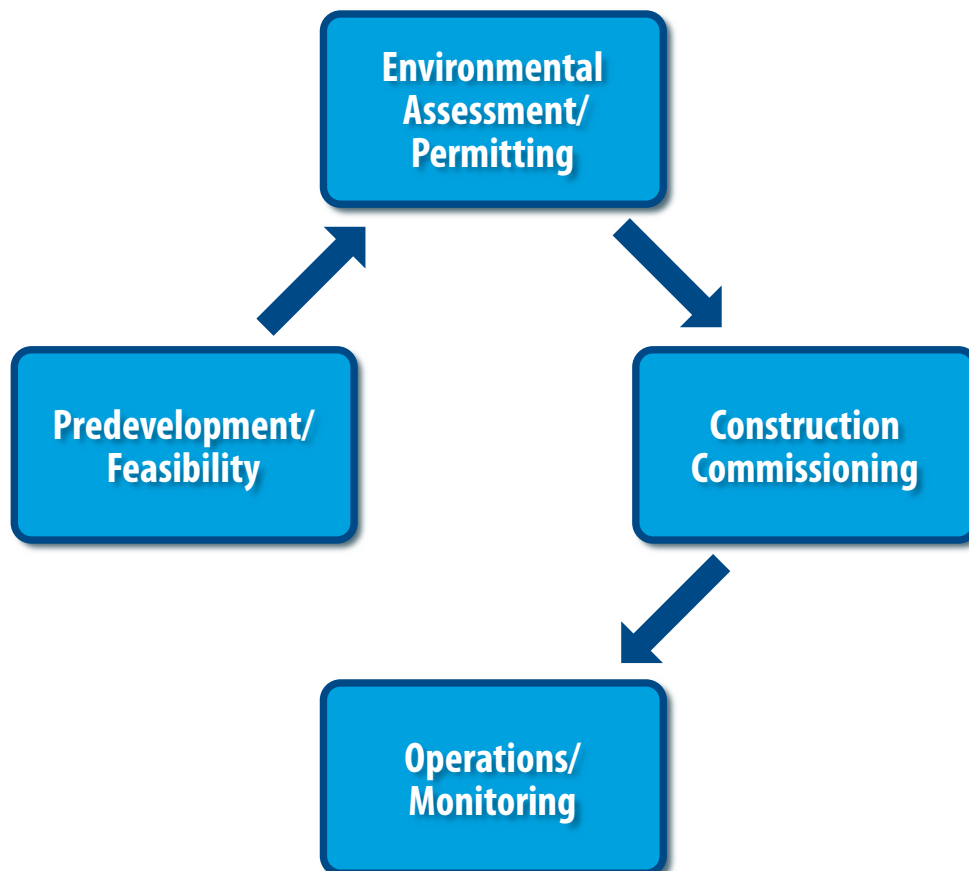 Environmental
Assessment/
Permitting
Predevelopment/
Feasibility
Construction
Commissioning
Operations/
Monitoring